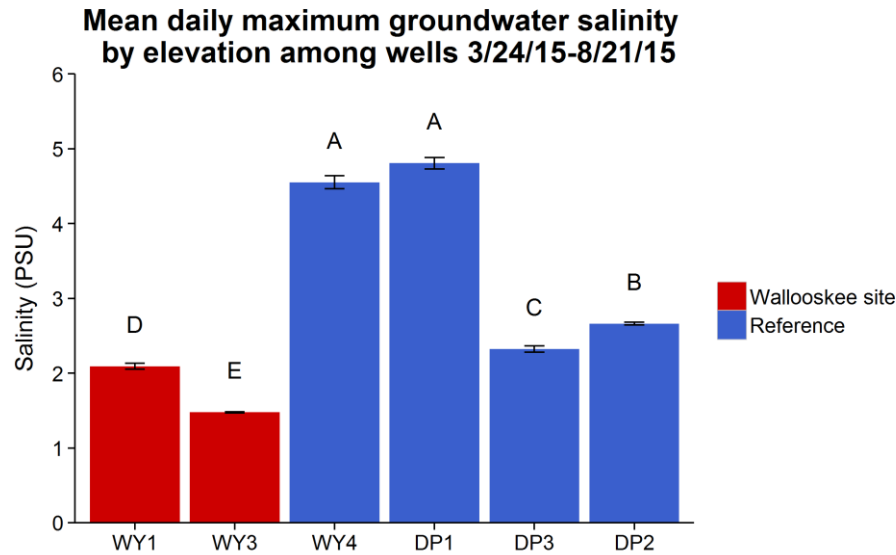 Mean daily maximum groundwater salinity
by elevation among wells 3/24/15-8/21/15
Salinity (PSU)
6
5
4
3
2
1
0
D
E
A
A
C
B
WY1 WY3 WY4 DP1 DP3 DP2
Wallooskee site
Reference